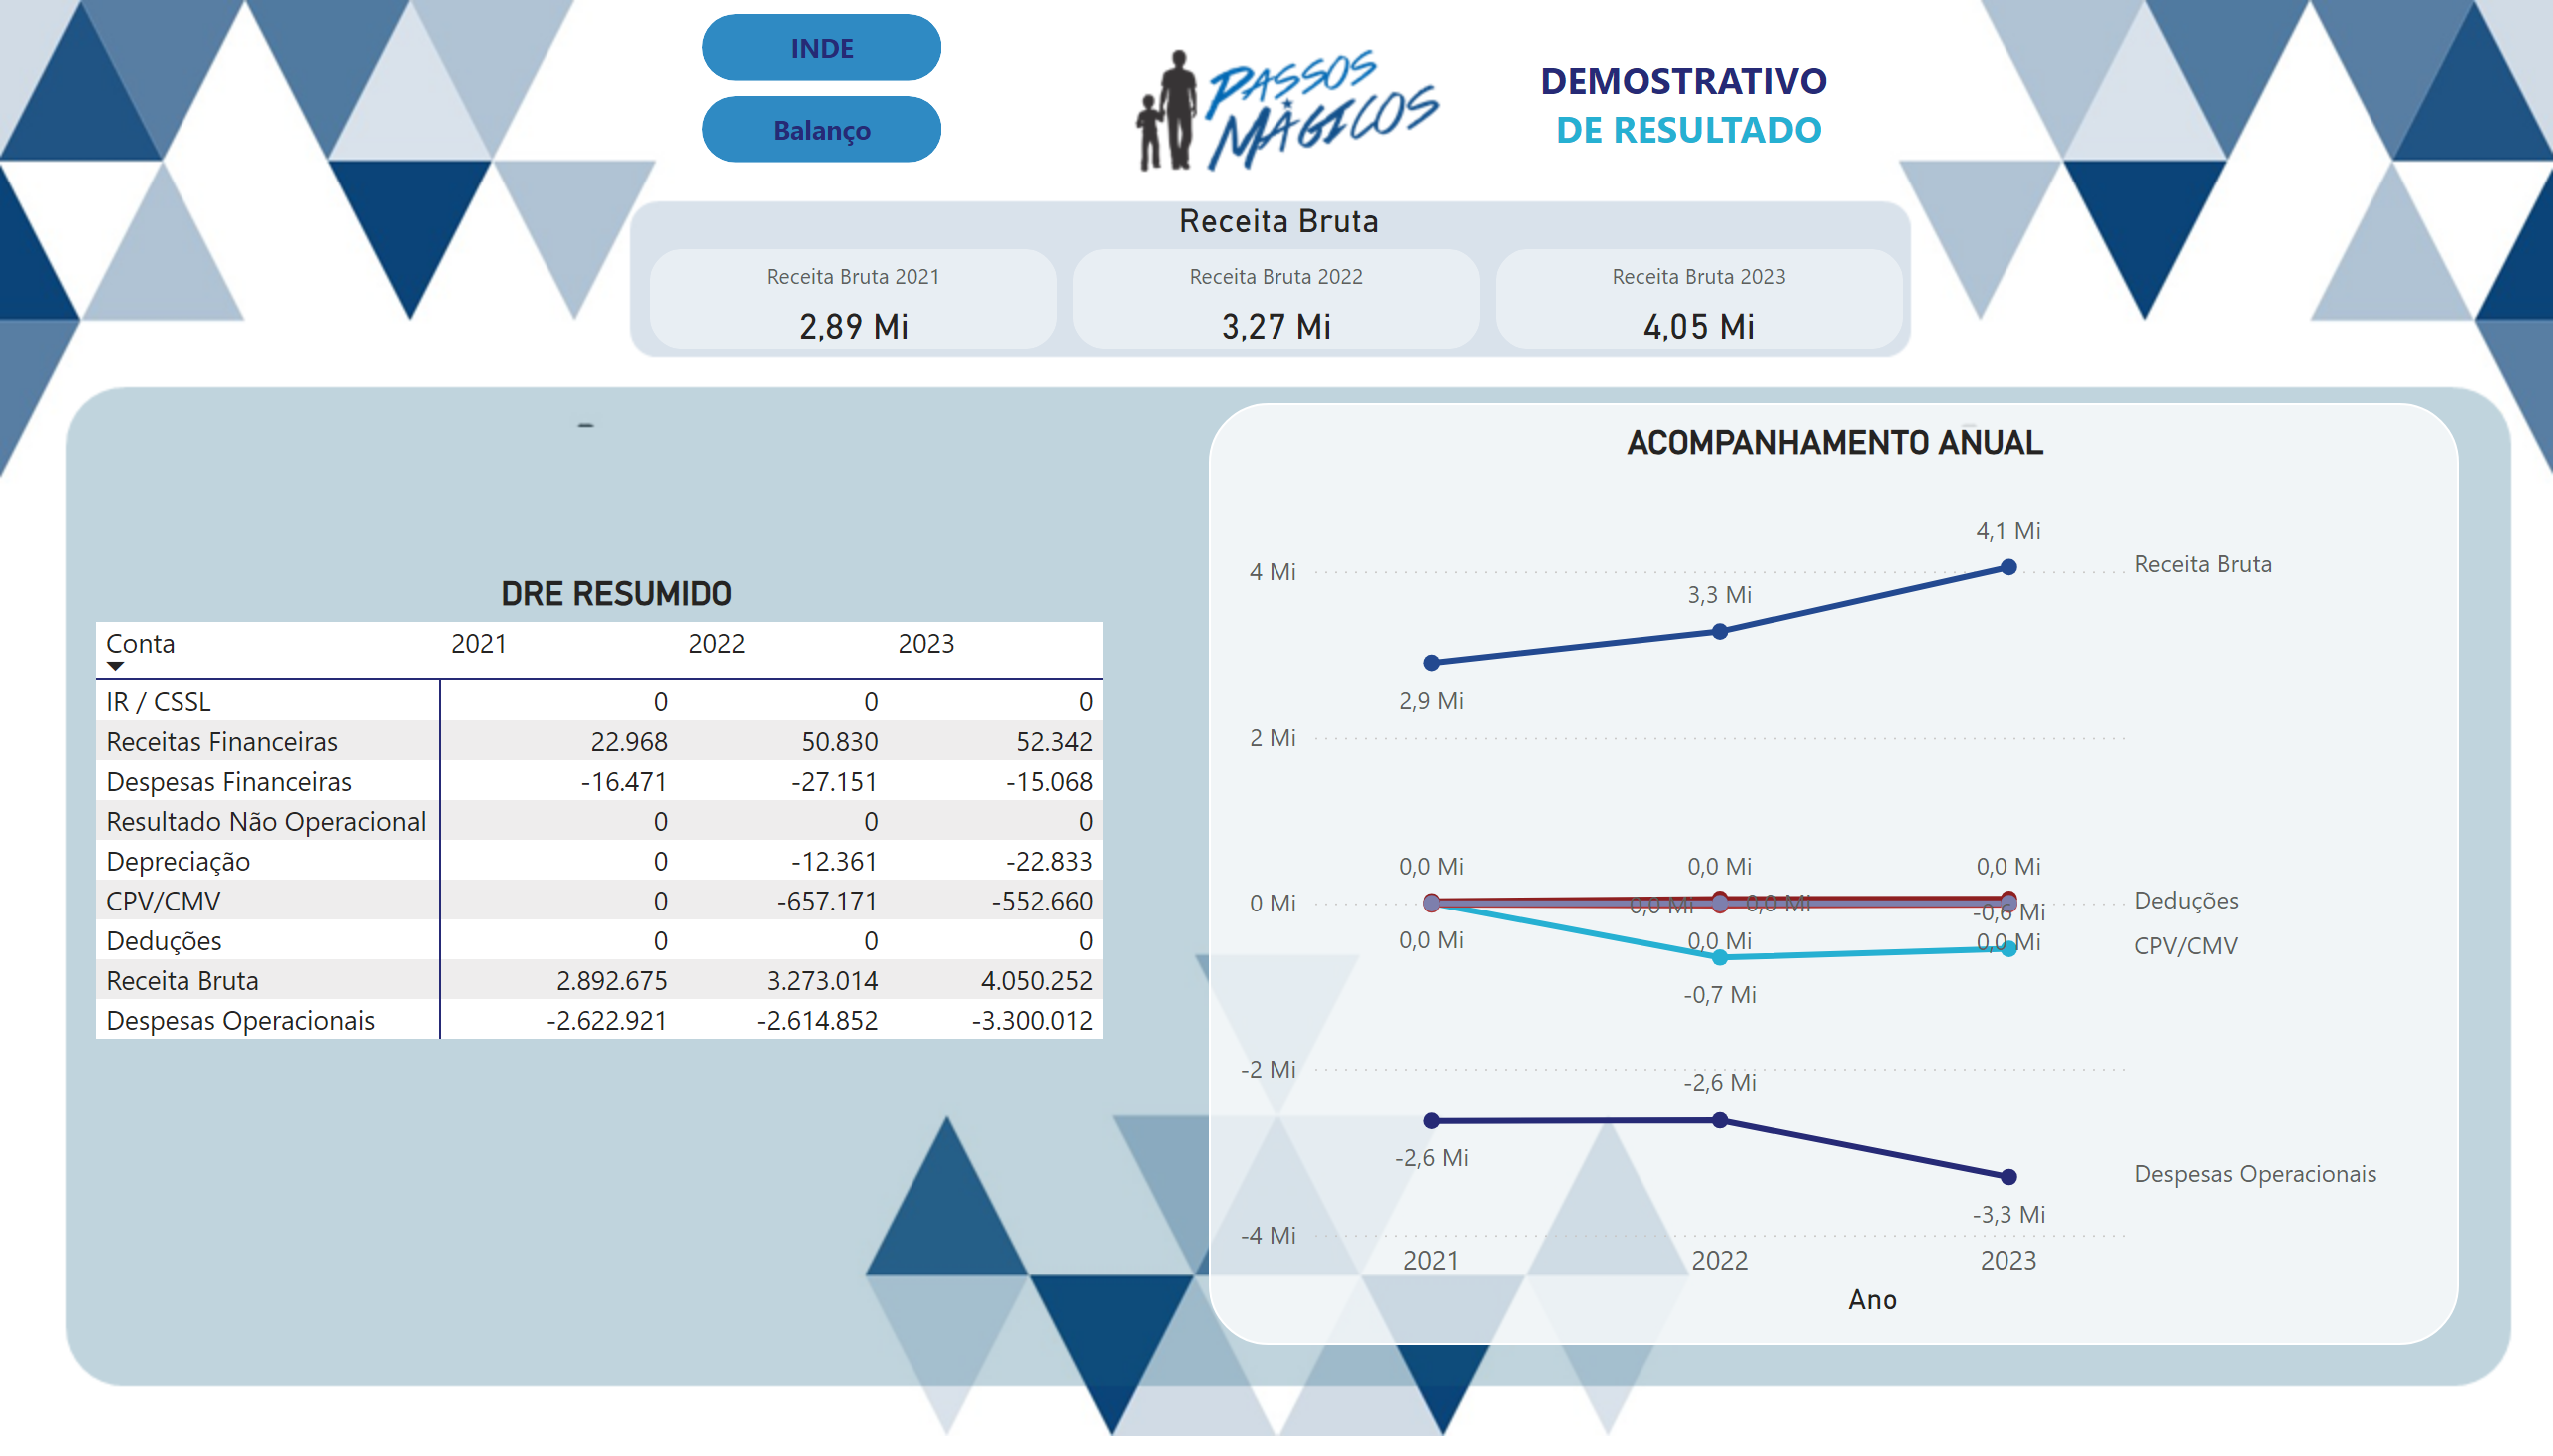 INDE
Balanço
PASSOS
MÁGICOS
DEMOSTRATIVO
DE RESULTADO
Receita Bruta
Receita Bruta 2021
2,89 Mi
Receita Bruta 2022
3,27 Mi
Receita Bruta 2023
4,05 Mi
DRE RESUMIDO
Conta 2021 2022 2023
IR / CSSL 0 0 0
Receitas Financeiras 22.968 50.830 52.342
Despesas Financeiras -16.471 -27.151 -15.068
Resultado Não Operacional 0 0 0
Depreciação 0 -12.361 -22.833
CPV/CMV 0 -657.171 -552.660
Deduções 0 0 0
Receita Bruta 2.892.675 3.273.014 4.050.252
Despesas Operacionais -2.622.921 -2.614.852 -3.300.012
ACOMPANHAMENTO ANUAL
4,1 Mi
4 Mi
Receita Bruta
3,3 Mi
2,9 Mi
2 Mi
0,0 Mi 0,0 Mi 0,0 Mi
0 Mi
0,0 Mi 0,0 Mi -0,6 Mi
Deduções
0,0 Mi 0,0 Mi 0,0 Mi
CPV/CMV
-0,7 Mi
-2 Mi
-2,6 Mi
-2,6 Mi
Despesas Operacionais
-3,3 Mi
-4 Mi
2021 2022 2023
Ano